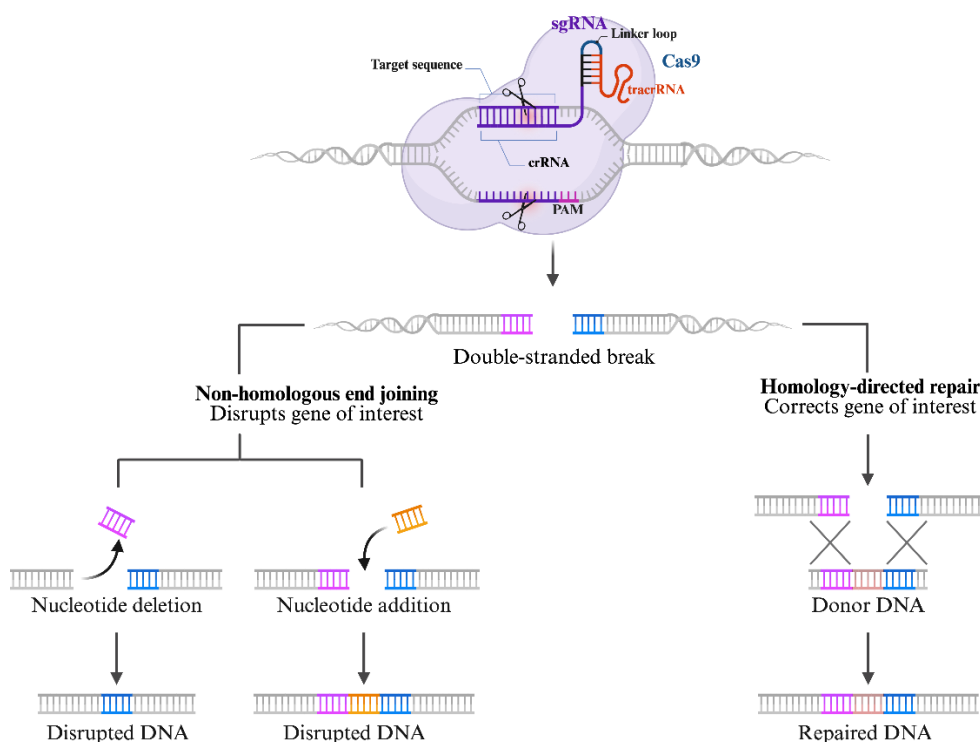 sgRNA
Linker loop
Target sequence
Cas9
tracrRNA
crRNA
PAM
Double-stranded break
Non-homologous end joining
Disrupts gene of interest
Homology-directed repair
Corrects gene of interest
Nucleotide deletion
Nucleotide addition
Donor DNA
Disrupted DNA
Disrupted DNA
Repaired DNA